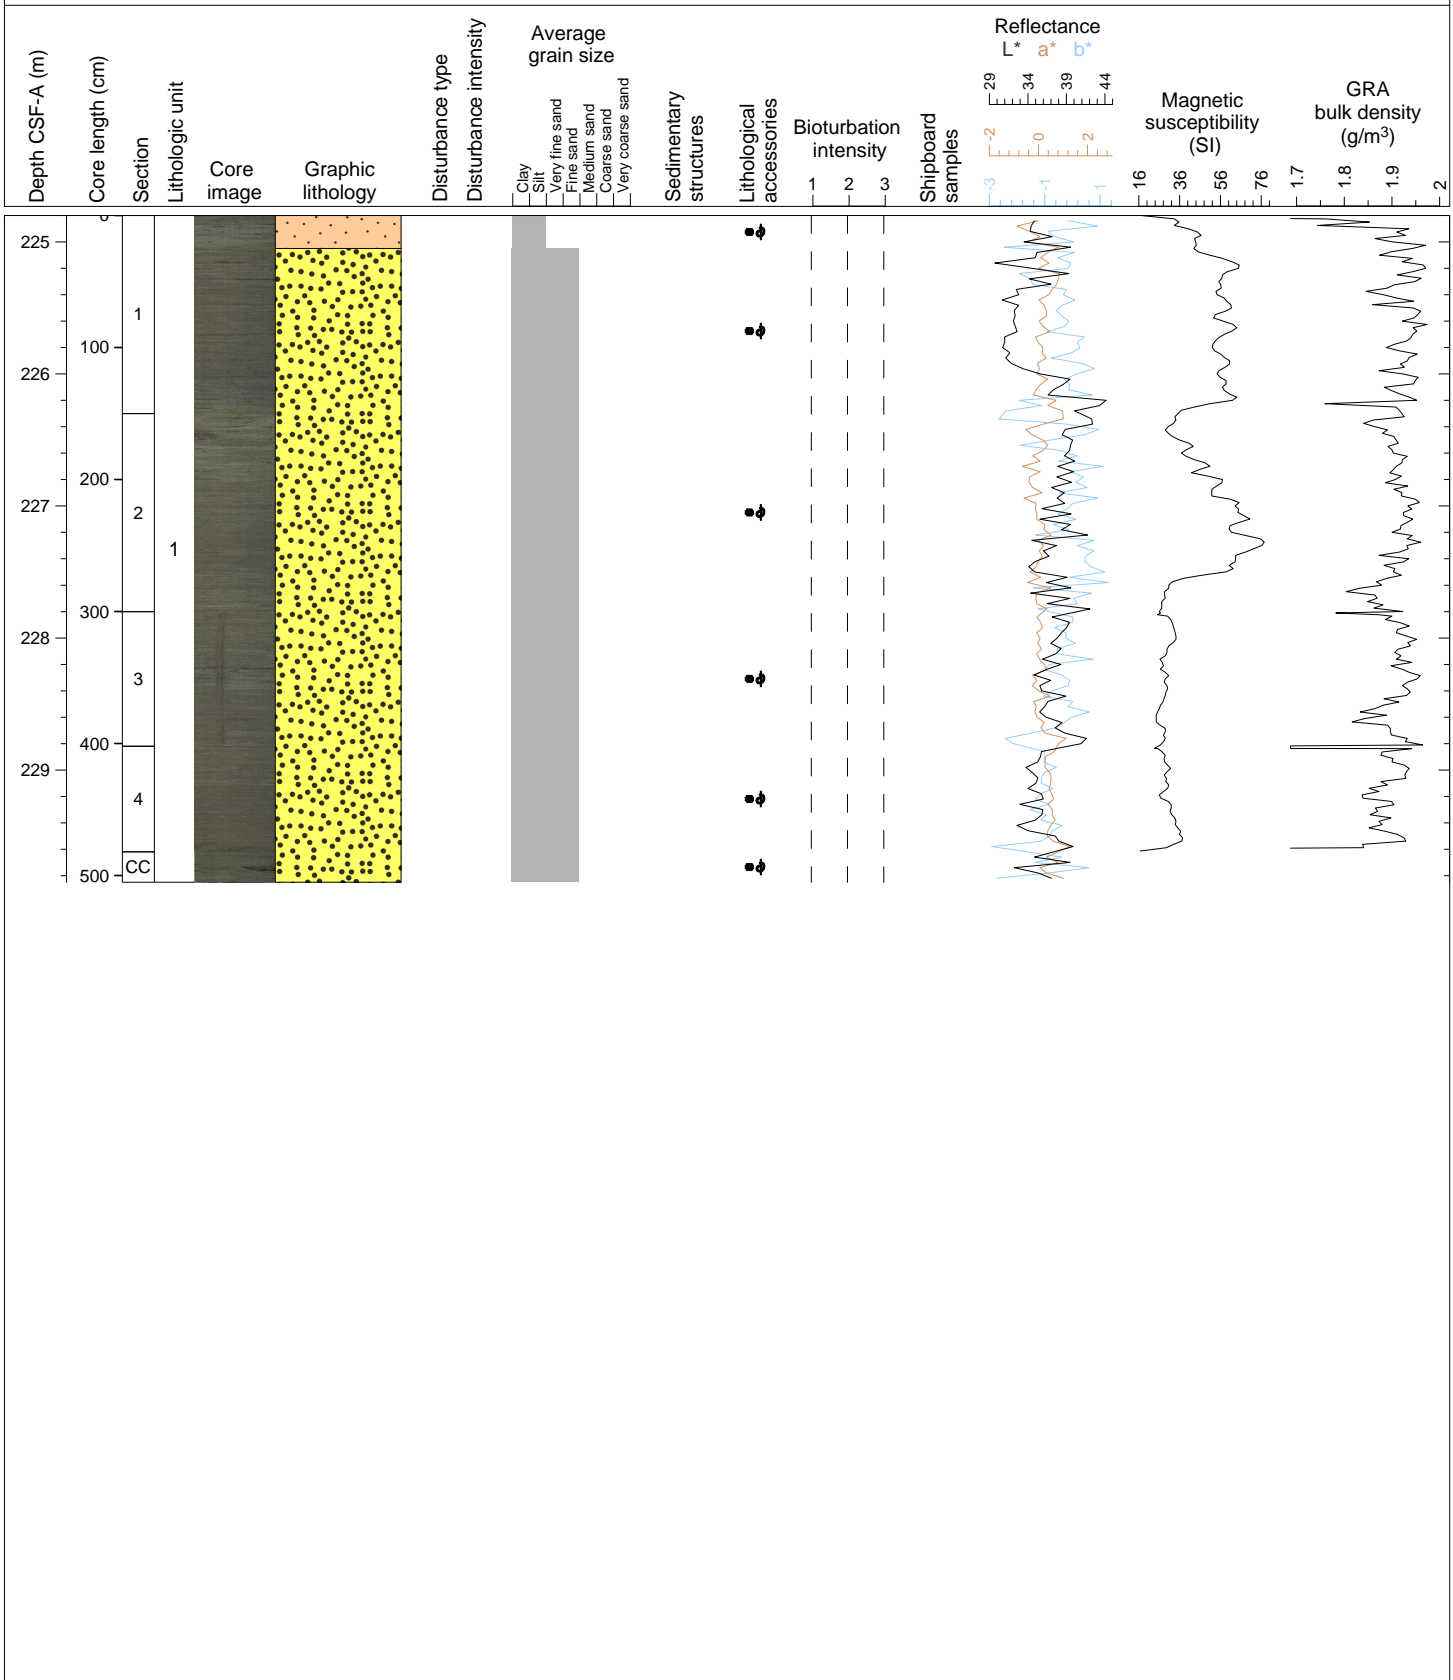 Depth CSF-A (m)
Core length (cm)
Section
Lithologic unit
Core
image
Graphic
lithology
Disturbance type
Disturbance intensity
Average
grain size
Clay
Silt
Very fine sand
Fine sand
Medium sand
Coarse sand
Very coarse sand
Sedimentary
structures
Lithological
accessories
Bioturbation
intensity
1 2 3
Shipboard
samples
Reflectance
L* a* b*
29 34 39 44
-2 0 2
-3 -1 1
Magnetic
susceptibility
(SI)
16 36 56 76
GRA
bulk density
(g/m³)
1.7 1.8 1.9 2
0
225
1
100
226
200
227
2
1
300
228
3
400
229
4
CC
500